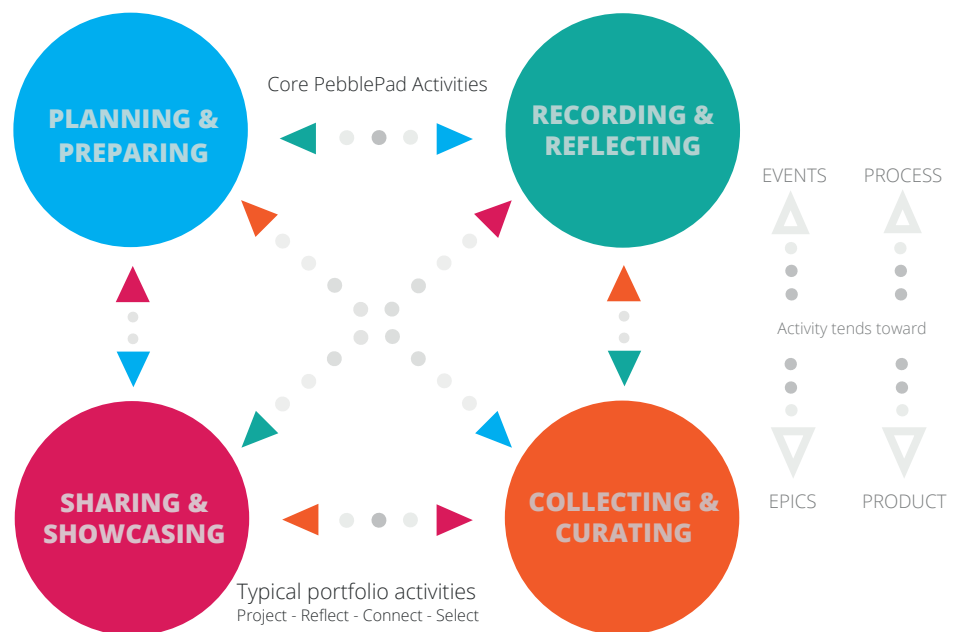 Core PebblePad Activities
PLANNING &
PREPARING
RECORDING &
REFLECTING
EVENTS
PROCESS
Activity tends toward
EPICS
PRODUCT
SHARING &
SHOWCASING
COLLECTING &
CURATING
Typical portfolio activities
Project - Reflect - Connect - Select